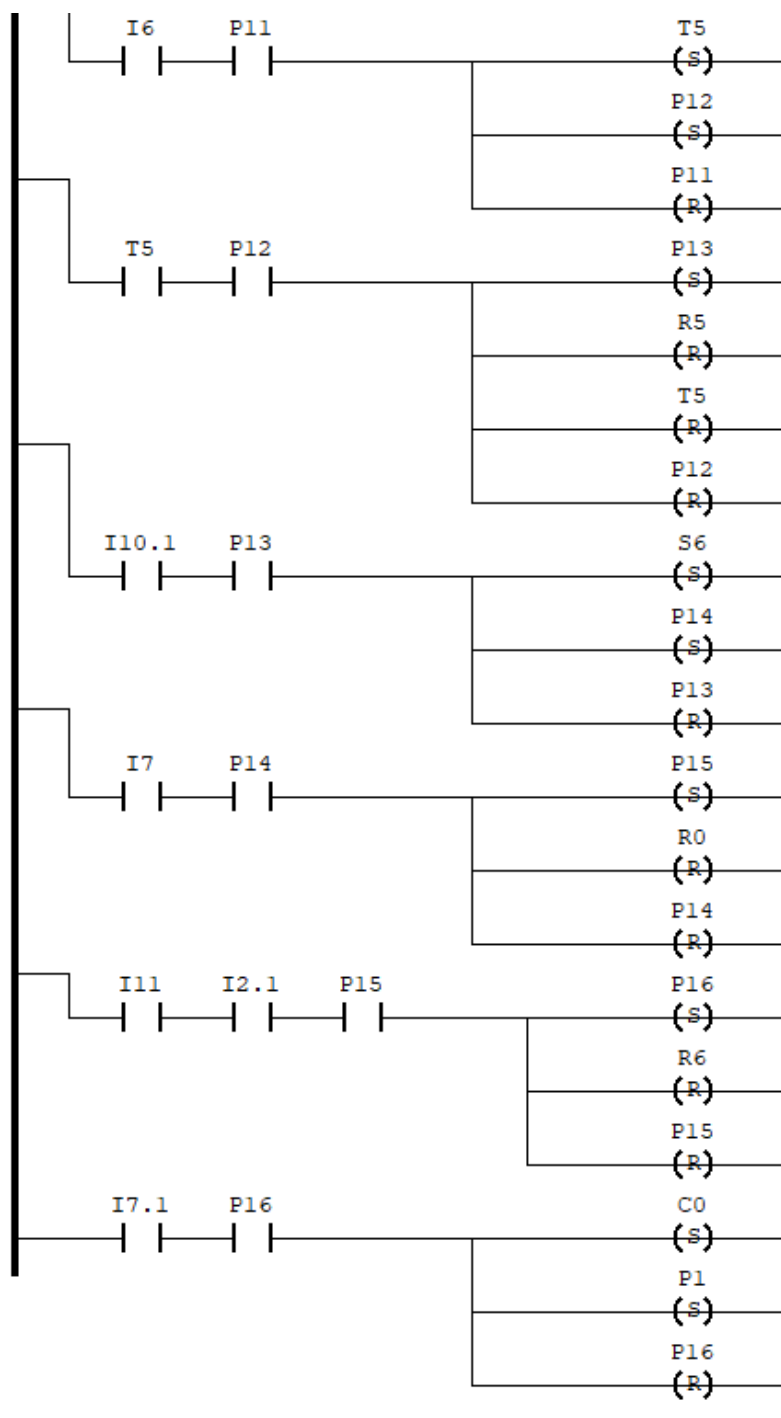 I6 P11 T5
S
P12
S
P11
R
T5 P12 P13
S
R5
R
T5
R
P12
R
I10.1 P13 S6
S
P14
S
P13
R
I7 P14 P15
S
R0
R
P14
R
I11 I2.1 P15 P16
S
R6
R
P15
R
I7.1 P16 C0
S
P1
S
P16
R